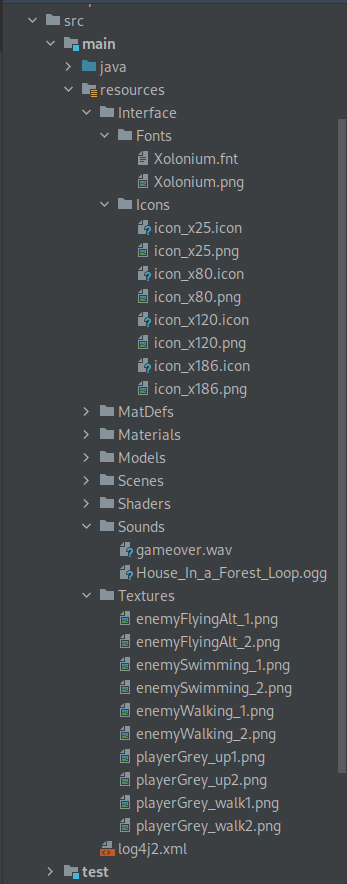 src
main
java
resources
Interface
Fonts
Xolonium.fnt
Xolonium.png
Icons
icon_x25.icon
icon_x25.png
icon_x80.icon
icon_x80.png
icon_x120.icon
icon_x120.png
icon_x186.icon
icon_x186.png
MatDefs
Materials
Models
Scenes
Shaders
Sounds
gameover.wav
House_In_a_Forest_Loop.ogg
Textures
enemyFlyingAlt_1.png
enemyFlyingAlt_2.png
enemySwimming_1.png
enemySwimming_2.png
enemyWalking_1.png
enemyWalking_2.png
playerGrey_up1.png
playerGrey_up2.png
playerGrey_walk1.png
playerGrey_walk2.png
log4j2.xml
test